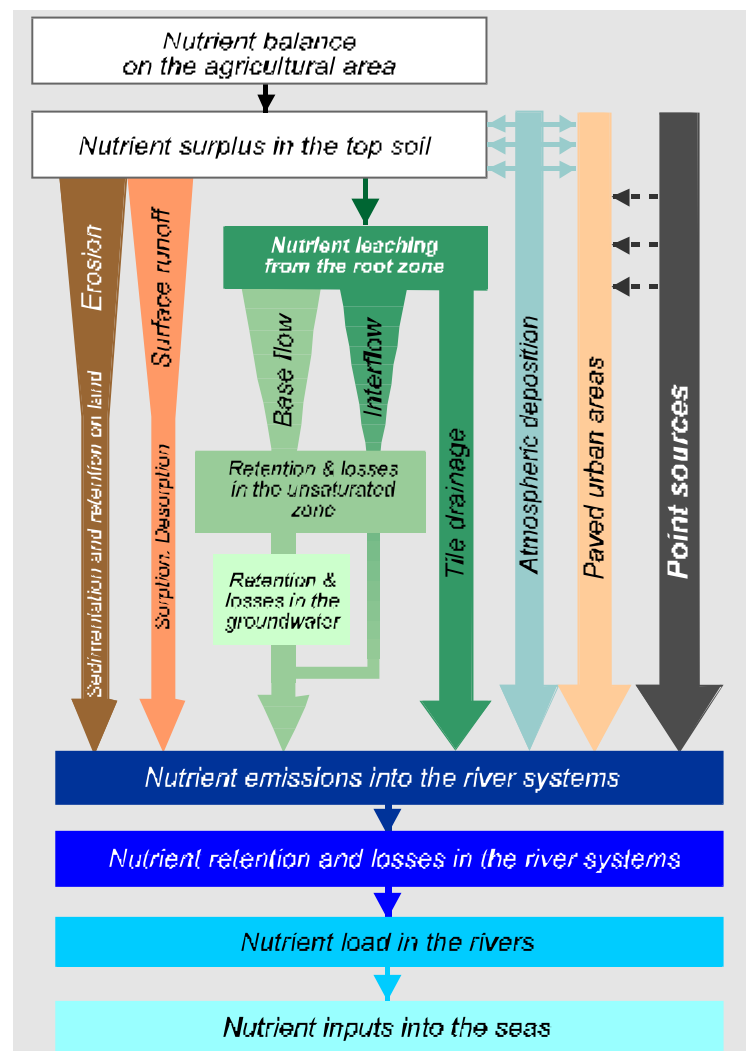 Nutrient balance
on the agricultural area
Nutrient surplus in the top soil
Nutrient leaching
from the root zone
Erosion
Sedimentation and retention on land
Surface runoff
Sorption, Desorption
Base flow
Interflow
Retention & losses
in the unsaturated
zone
Retention &
losses in the
groundwater
Tile drainage
Atmospheric deposition
Paved urban areas
Point sources
Nutrient emissions into the river systems
Nutrient retention and losses in the river systems
Nutrient load in the rivers
Nutrient inputs into the seas